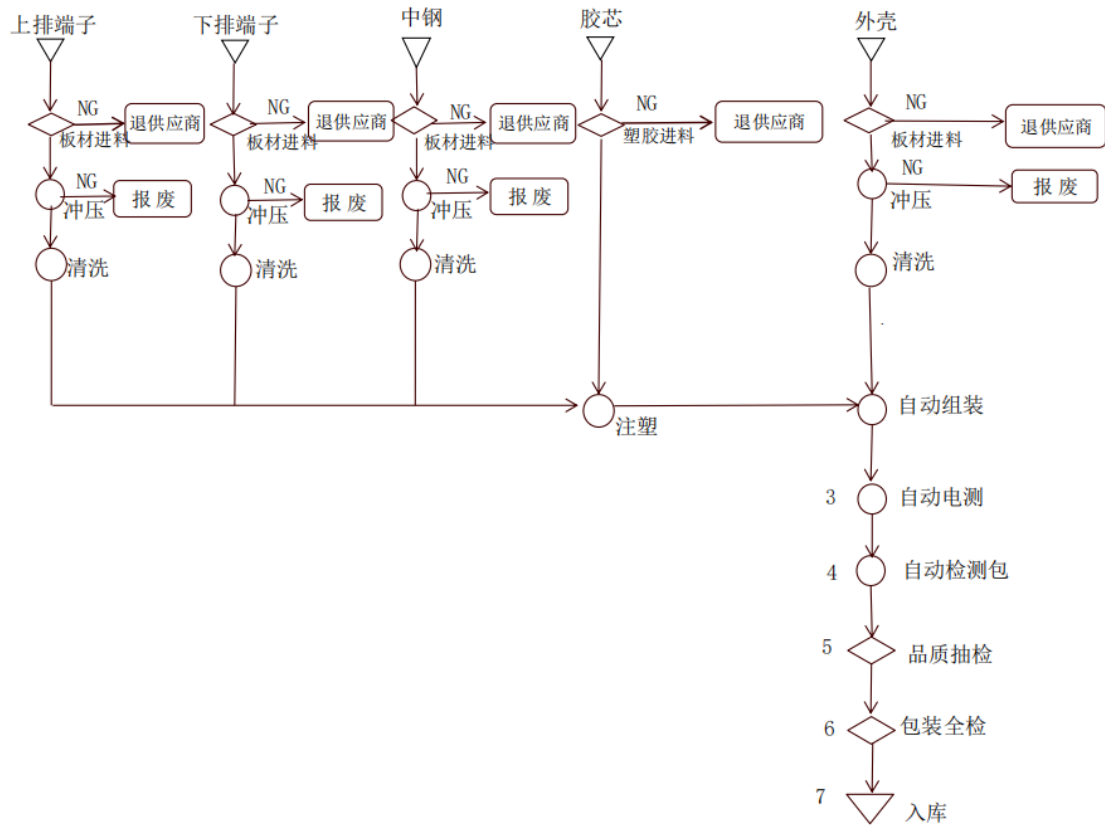 上排端子
下排端子
中钢
胶芯
外壳
NG
退供应商
板材进料
NG
退供应商
板材进料
NG
退供应商
板材进料
NG
退供应商
塑胶进料
NG
退供应商
板材进料
NG
报 废
冲压
NG
报 废
冲压
NG
报 废
冲压
NG
报 废
冲压
清洗
清洗
清洗
清洗
注塑
自动组装
3 自动电测
4 自动检测包
5 品质抽检
6 包装全检
7 入库